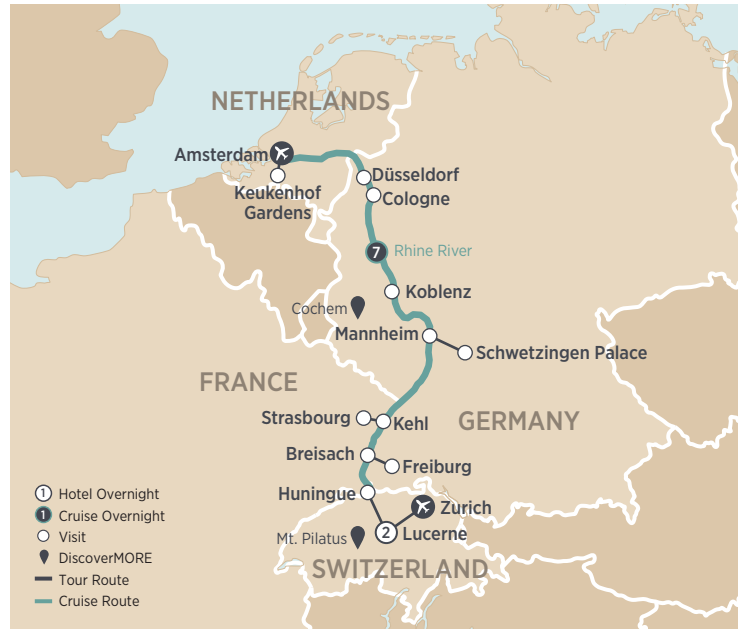 NETHERLANDS
Amsterdam
Keukenhof
Gardens
Düsseldorf
Cologne
7
Rhine River
Koblenz
Cochem
Mannheim
Schwetzingen Palace
FRANCE
GERMANY
Strasbourg
Kehl
Breisach
Freiburg
Huningue
Zurich
2
Lucerne
Mt. Pilatus
SWITZERLAND
1 Hotel Overnight
1 Cruise Overnight
Visit
DiscoverMORE
Tour Route
Cruise Route